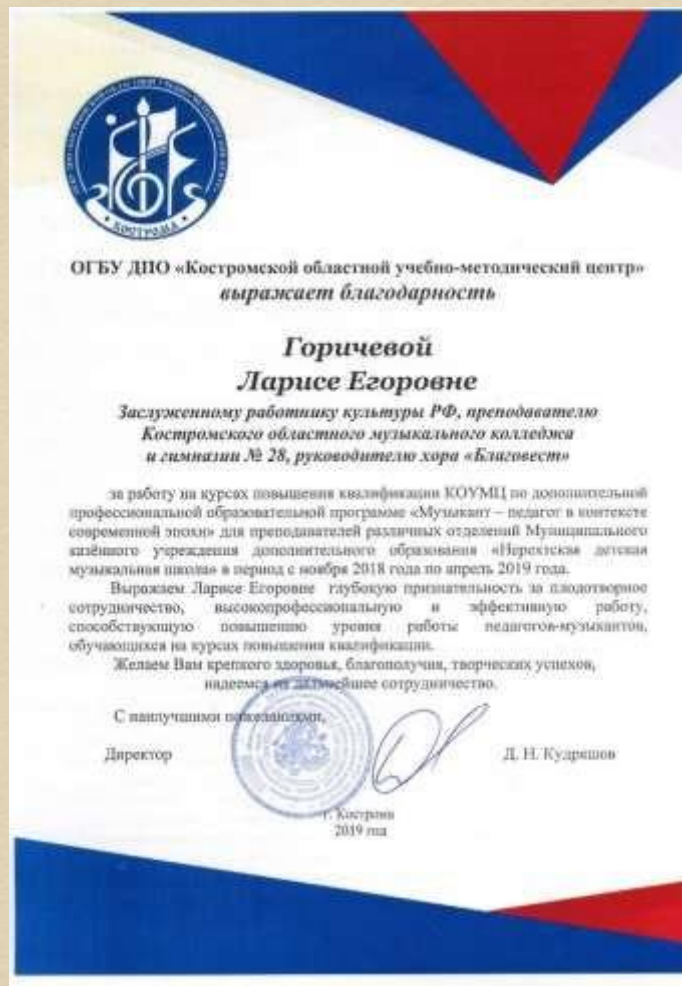 КОСТРОМА
ОГБУ ДПО «Костромской областной учебно-методический центр»
выражает благодарность
Горичевой
Ларисе Егоровне
Заслуженному работнику культуры РФ, преподавателю
Костромского областного музыкального колледжа
и гимназии № 28, руководителю хора «Благовест»
за работу на курсах повышения квалификации КОУМЦ по дополнительной
профессиональной образовательной программе «Музыкант – педагог в контексте
современной эпохи» для преподавателей различных отделений Муниципального
казённого учреждения дополнительного образования «Нерехтская детская
музыкальная школа» в период с ноября 2018 года по апрель 2019 года.
Выражаем Ларисе Егоровне глубокую признательность за плодотворное
сотрудничество, высокопрофессиональную и эффективную работу,
способствующую повышению уровня работы педагогов-музыкантов,
обучающихся на курсах повышения квалификации.
Желаем Вам крепкого здоровья, благополучия, творческих успехов,
надеемся на дальнейшее сотрудничество.
С наилучшими пожеланиями,
Директор Д. Н. Кудряшов
г. Кострома
2019 год